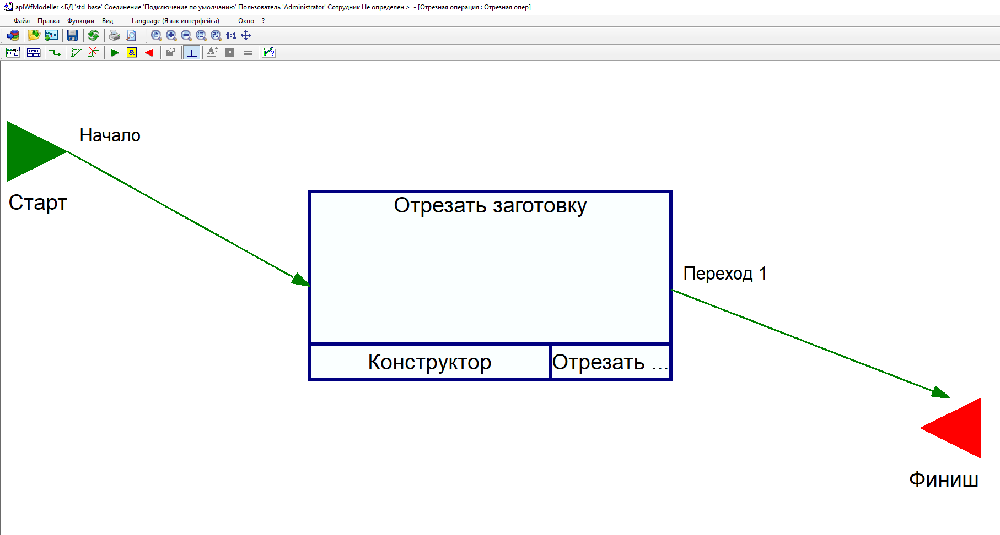 aplWfModeller <БД 'std_base' Соединение 'Подключение по умолчанию' Пользователь 'Administrator' Сотрудник Не определен > - [Отрезная операция : Отрезная опер]
Файл Правка Функции Вид Language (Язык интерфейса) Окно ?
1:1
&
A
Начало
Старт
Отрезать заготовку
Переход 1
Конструктор
Отрезать ...
Финиш